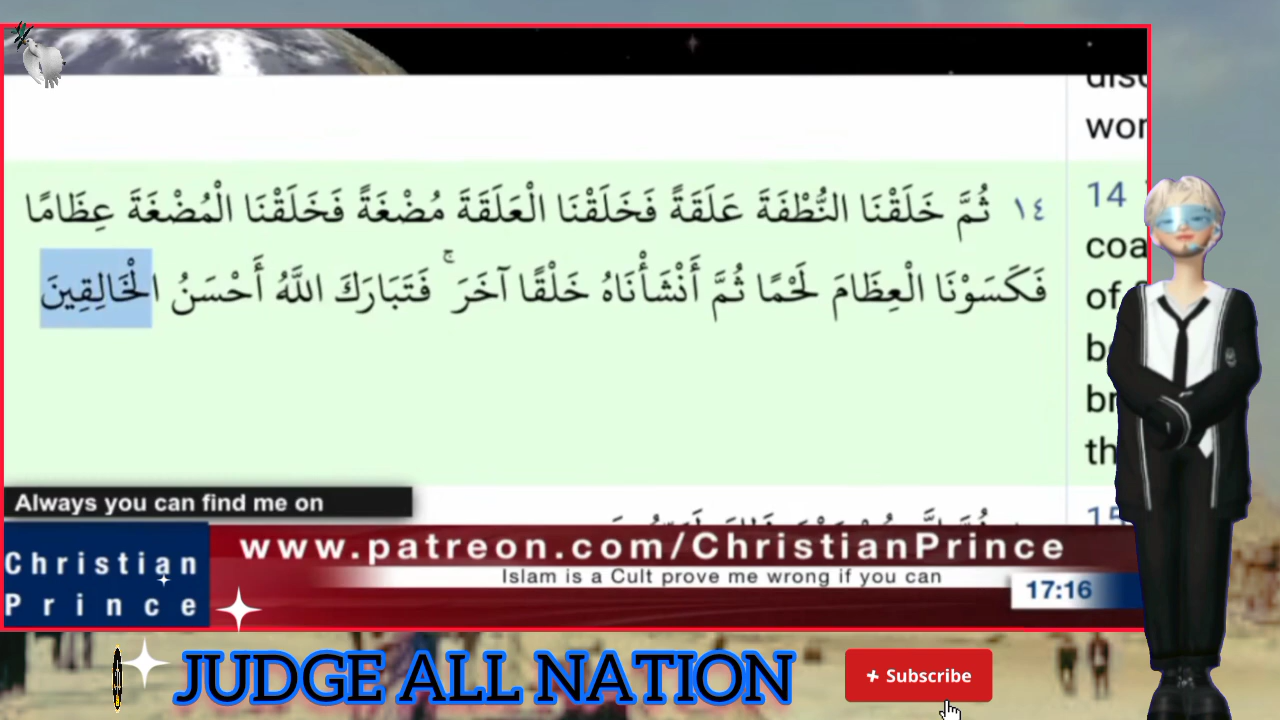 wor
١٤ ثُمَّ خَلَقْنَا النُّطْفَةَ عَلَقَةً فَخَلَقْنَا الْعَلَقَةَ مُضْغَةً فَخَلَقْنَا الْمُضْغَةَ عِظَامًا
فَكَسَوْنَا الْعِظَامَ لَحْمًا ثُمَّ أَنْشَأْنَاهُ خَلْقًا آخَرَ ۚ فَتَبَارَكَ اللَّهُ أَحْسَنُ الْخَالِقِينَ
14
coa
of
th
15
Always you can find me on
www.patreon.com/ChristianPrince
Islam is a Cult prove me wrong if you can
Christian
Prince
17:16
JUDGE ALL NATION
+ Subscribe